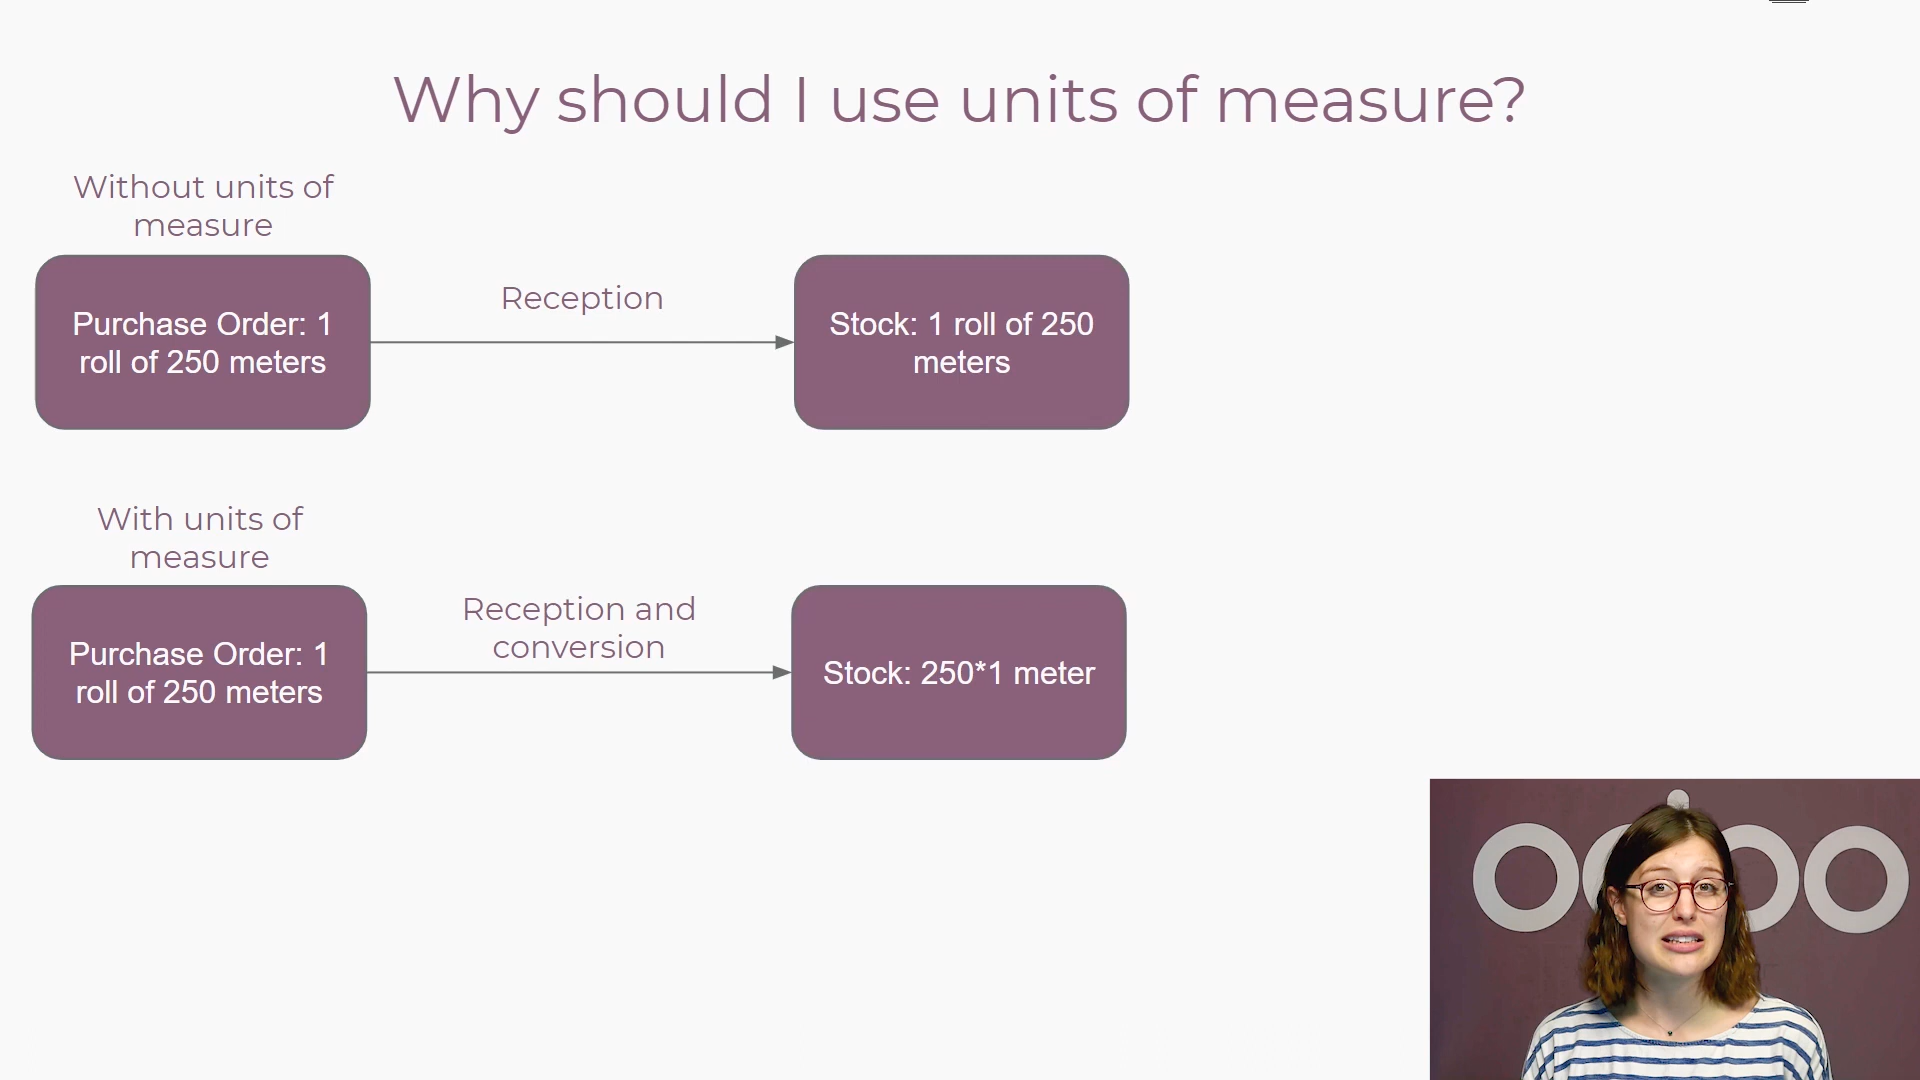 Why should I use units of measure?
Without units of
measure
Purchase Order: 1
roll of 250 meters
Reception
Stock: 1 roll of 250
meters
With units of
measure
Purchase Order: 1
roll of 250 meters
Reception and
conversion
Stock: 250*1 meter
odoo